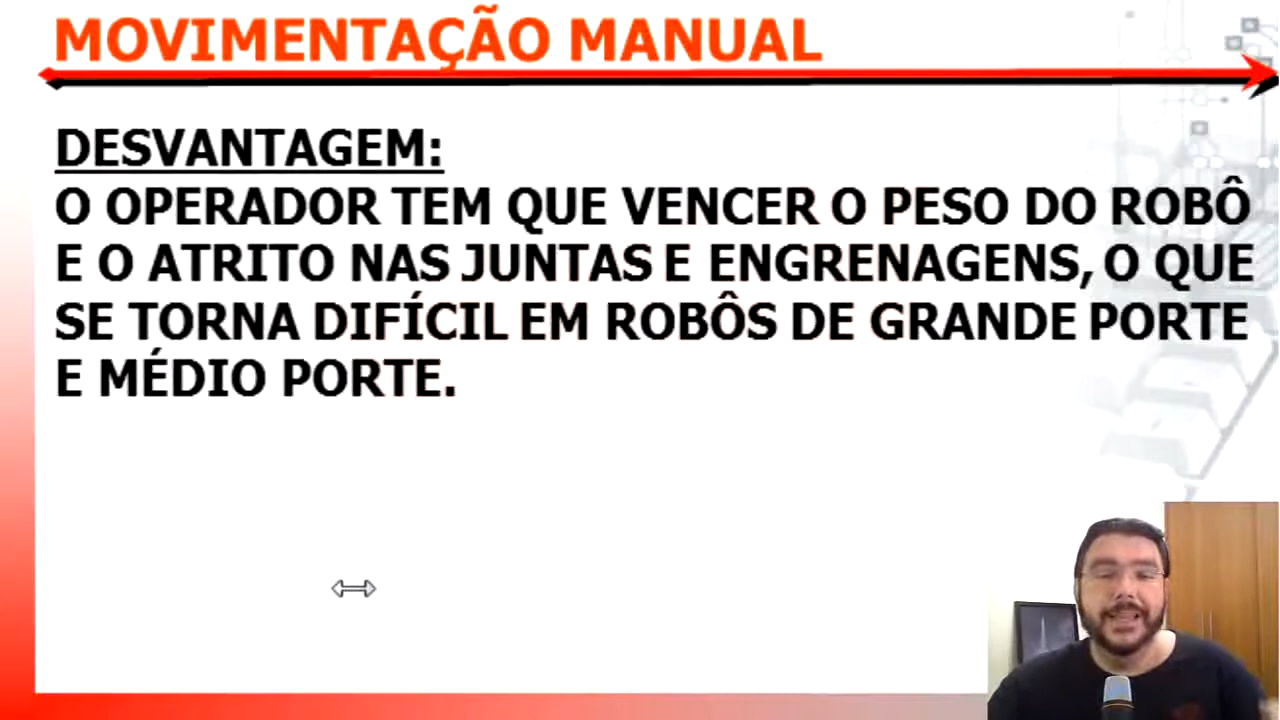 MOVIMENTAÇÃO MANUAL
DESVANTAGEM:
O OPERADOR TEM QUE VENCER O PESO DO ROBÔ
E O ATRITO NAS JUNTAS E ENGRENAGENS, O QUE
SE TORNA DIFÍCIL EM ROBÔS DE GRANDE PORTE
E MÉDIO PORTE.